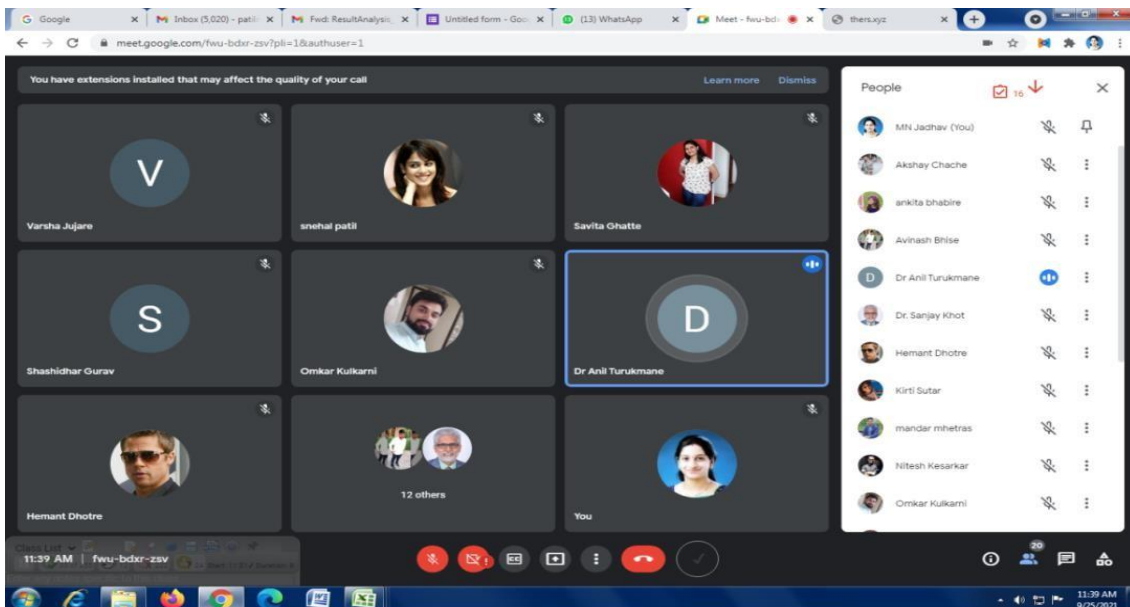 Google
Inbox (5,020) - patil
Fwd: ResultAnalysis_
Untitled form - Goo
(13) WhatsApp
Meet - fwu-bd
thers.xyz
meet.google.com/fwu-bdxr-zsv?pli=1&authuser=1
You have extensions installed that may affect the quality of your call
Learn more
Dismiss
V
Varsha Jujare
snehal patil
Savita Ghatte
S
Shashidhar Gurav
Omkar Kulkarni
D
Dr Anil Turukmane
Hemant Dhotre
12 others
You
People
16
MN Jadhav (You)
Akshay Chache
ankita bhabire
Avinash Bhise
D
Dr Anil Turukmane
Dr. Sanjay Khot
Hemant Dhotre
Kirti Sutar
mandar mhetras
Nitesh Kesarkar
Omkar Kulkarni
Class List
11:39 AM | fwu-bdxr-zsv
20
11:39 AM
9/25/2021